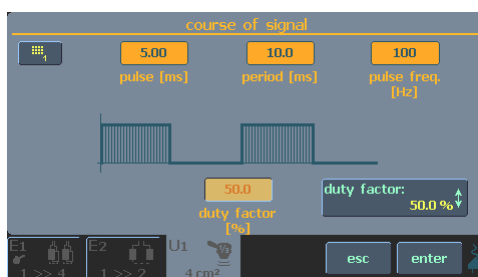 course of signal
1
5.00
10.0
100
pulse [ms]
period [ms]
pulse freq.
[Hz]
50.0
duty factor
[%]
duty factor:
50.0 %
E1
1 >> 4
E2
1 >> 2
U1
4 cm²
esc
enter